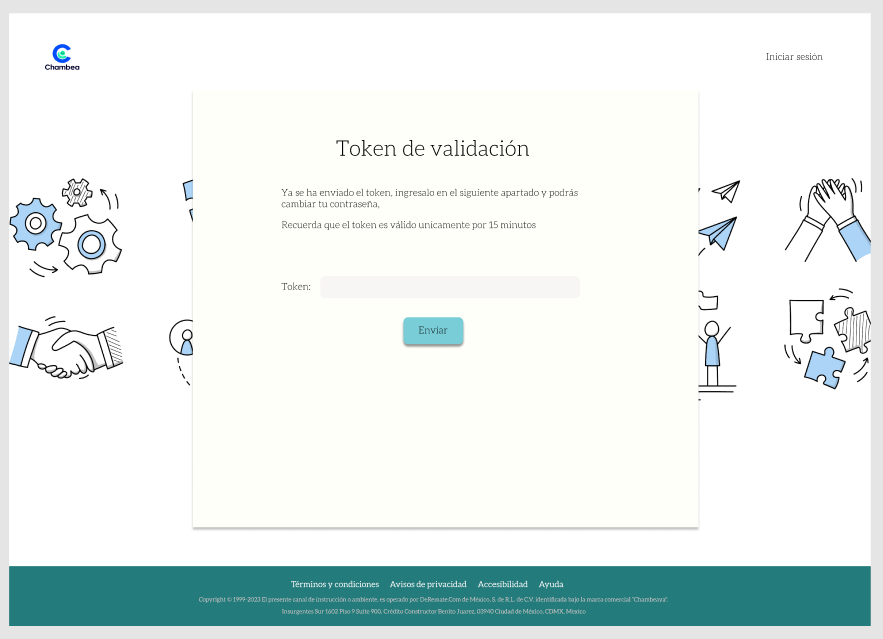 Chambea
Iniciar sesión
Token de validación
Ya se ha enviado el token, ingresalo en el siguiente apartado y podrás
cambiar tu contraseña,
Recuerda que el token es válido unicamente por 15 minutos
Token:
Enviar
Términos y condiciones Avisos de privacidad Accesibilidad Ayuda
Copyright © 1999-2023 El presente canal de instrucción o ambiente, es operado por DeRemate.Com de México, S. de R.L. de C.V. identificada bajo la marca comercial "Chambeaya".
Insurgentes Sur 1602 Piso 9 Suite 900, Crédito Constructor Benito Juarez, 03940 Ciudad de México, CDMX, Mexico